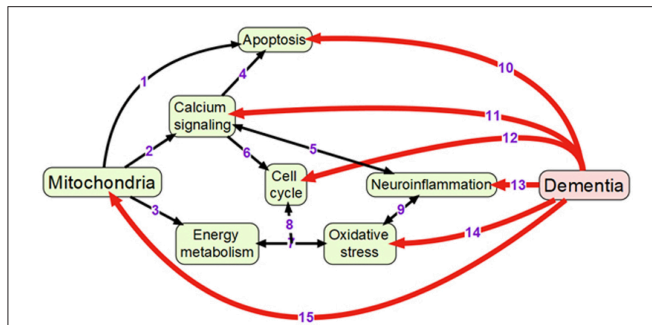 Apoptosis
1
4
10
Calcium
signaling
11
2
5
12
6
Mitochondria
Cell
cycle
Neuroinflammation
13
Dementia
3
9
8
14
Energy
metabolism
7
Oxidative
stress
15